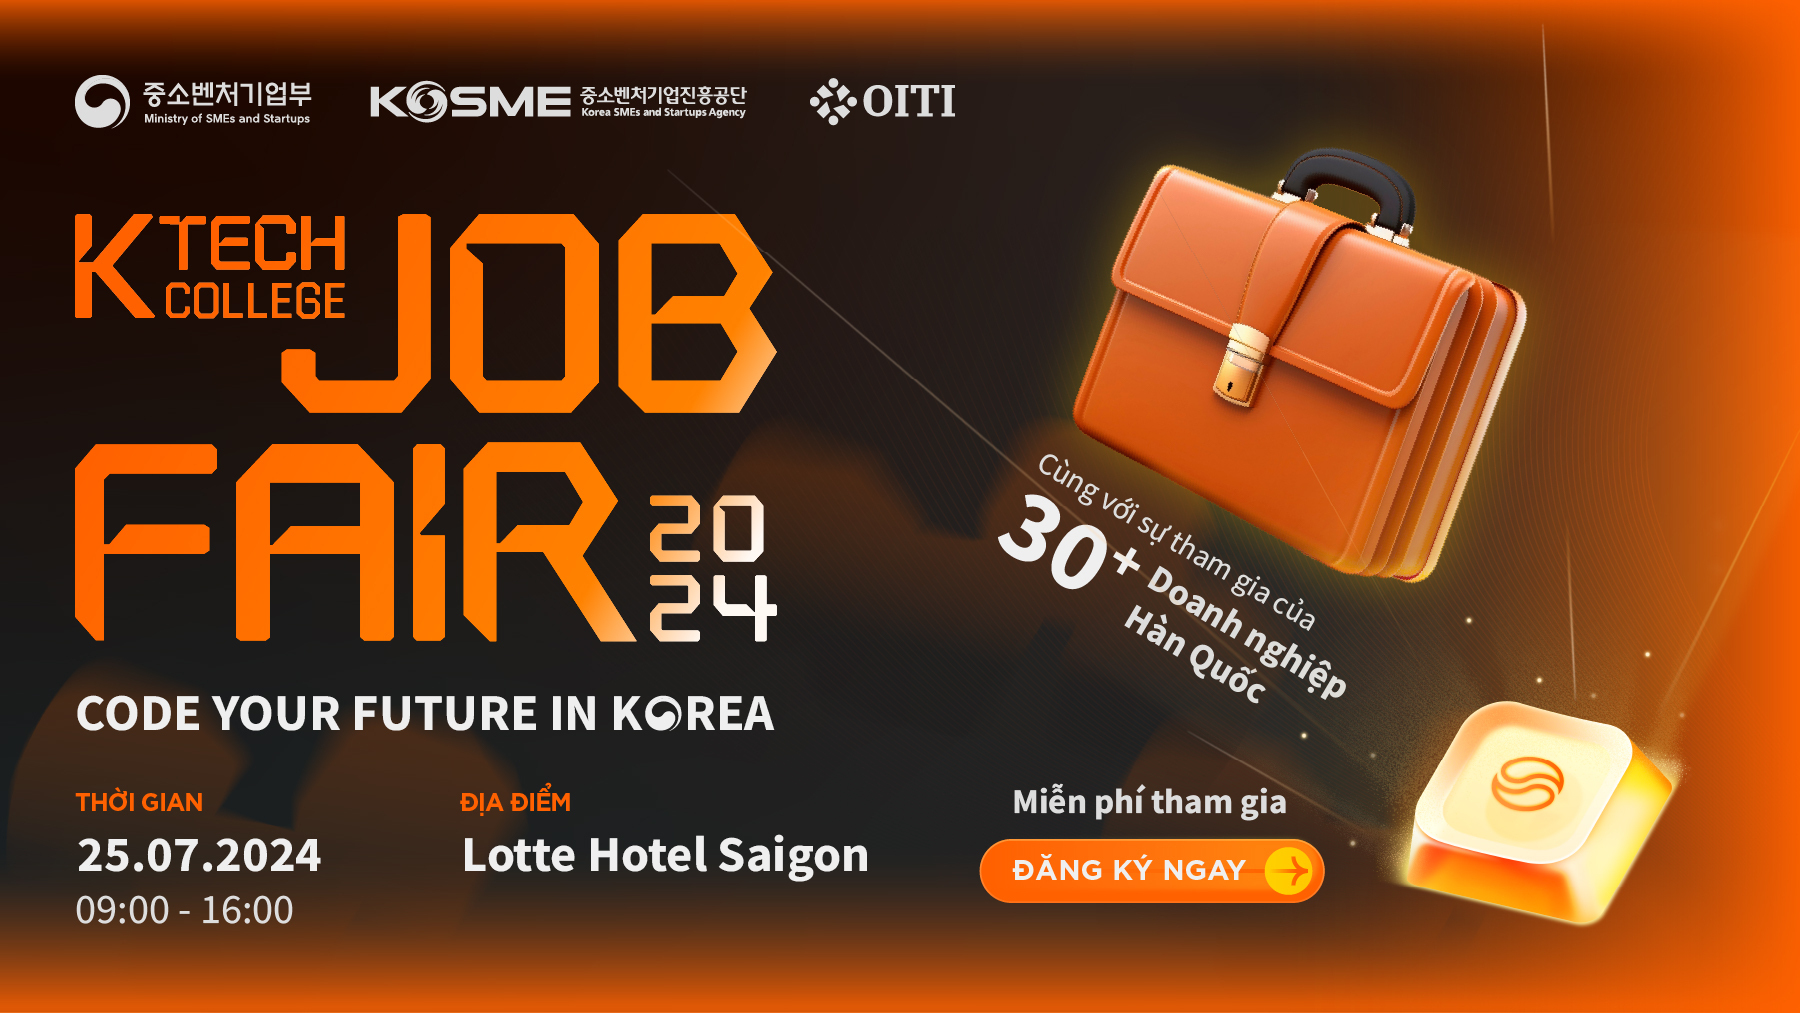 중소벤처기업부
Ministry of SMEs and Startups
KOSME
중소벤처기업진흥공단
Korea SMEs and Startups Agency
OITI
K TECH
COLLEGE
JOB
FAIR
20
24
CODE YOUR FUTURE IN KOREA
THỜI GIAN
25.07.2024
09:00 - 16:00
ĐỊA ĐIỂM
Lotte Hotel Saigon
Cùng với sự tham gia của
30+ Doanh nghiệp
Hàn Quốc
Miễn phí tham gia
ĐĂNG KÝ NGAY